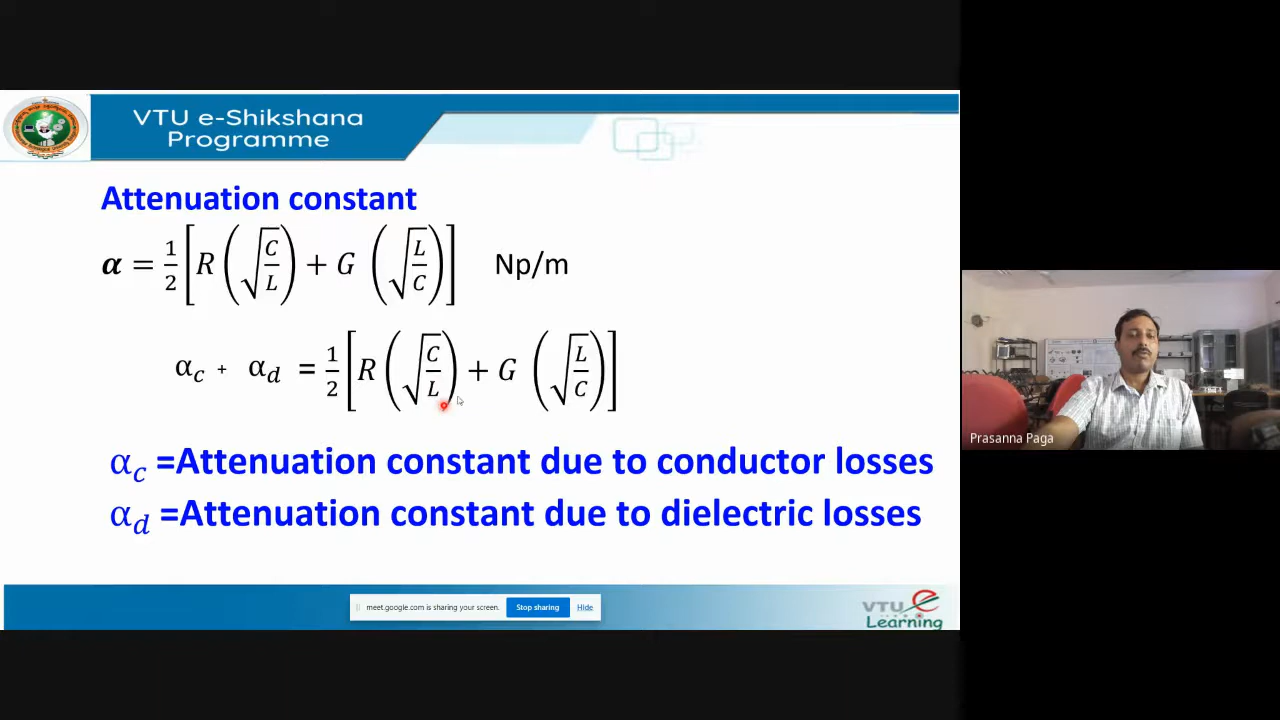 VTU e-Shikshana
Programme
Attenuation constant
α = 1/2 [R (√(C/L)) + G (√(L/C))] Np/m
α_c + α_d = 1/2 [R (√(C/L)) + G (√(L/C))]
α_c =Attenuation constant due to conductor losses
α_d =Attenuation constant due to dielectric losses
meet.google.com is sharing your screen. Stop sharing Hide
VTU e
Learning
Prasanna Paga